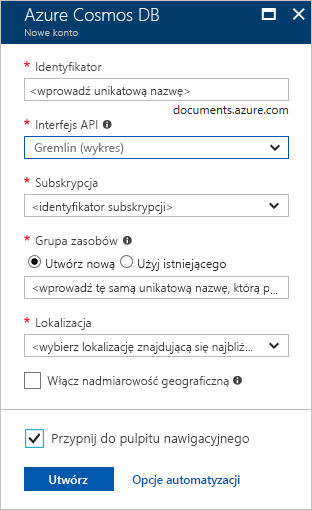 Azure Cosmos DB
Nowe konto
* Identyfikator
<wprowadź unikatową nazwę>
documents.azure.com
* Interfejs API
Gremlin (wykres)
* Subskrypcja
<identyfikator subskrypcji>
* Grupa zasobów
Utwórz nową Użyj istniejącego
<wprowadź tę samą unikatową nazwę, którą p...
* Lokalizacja
<wybierz lokalizację znajdującą się najbliż...
Włącz nadmiarowość geograficzną
Przypnij do pulpitu nawigacyjnego
Utwórz Opcje automatyzacji